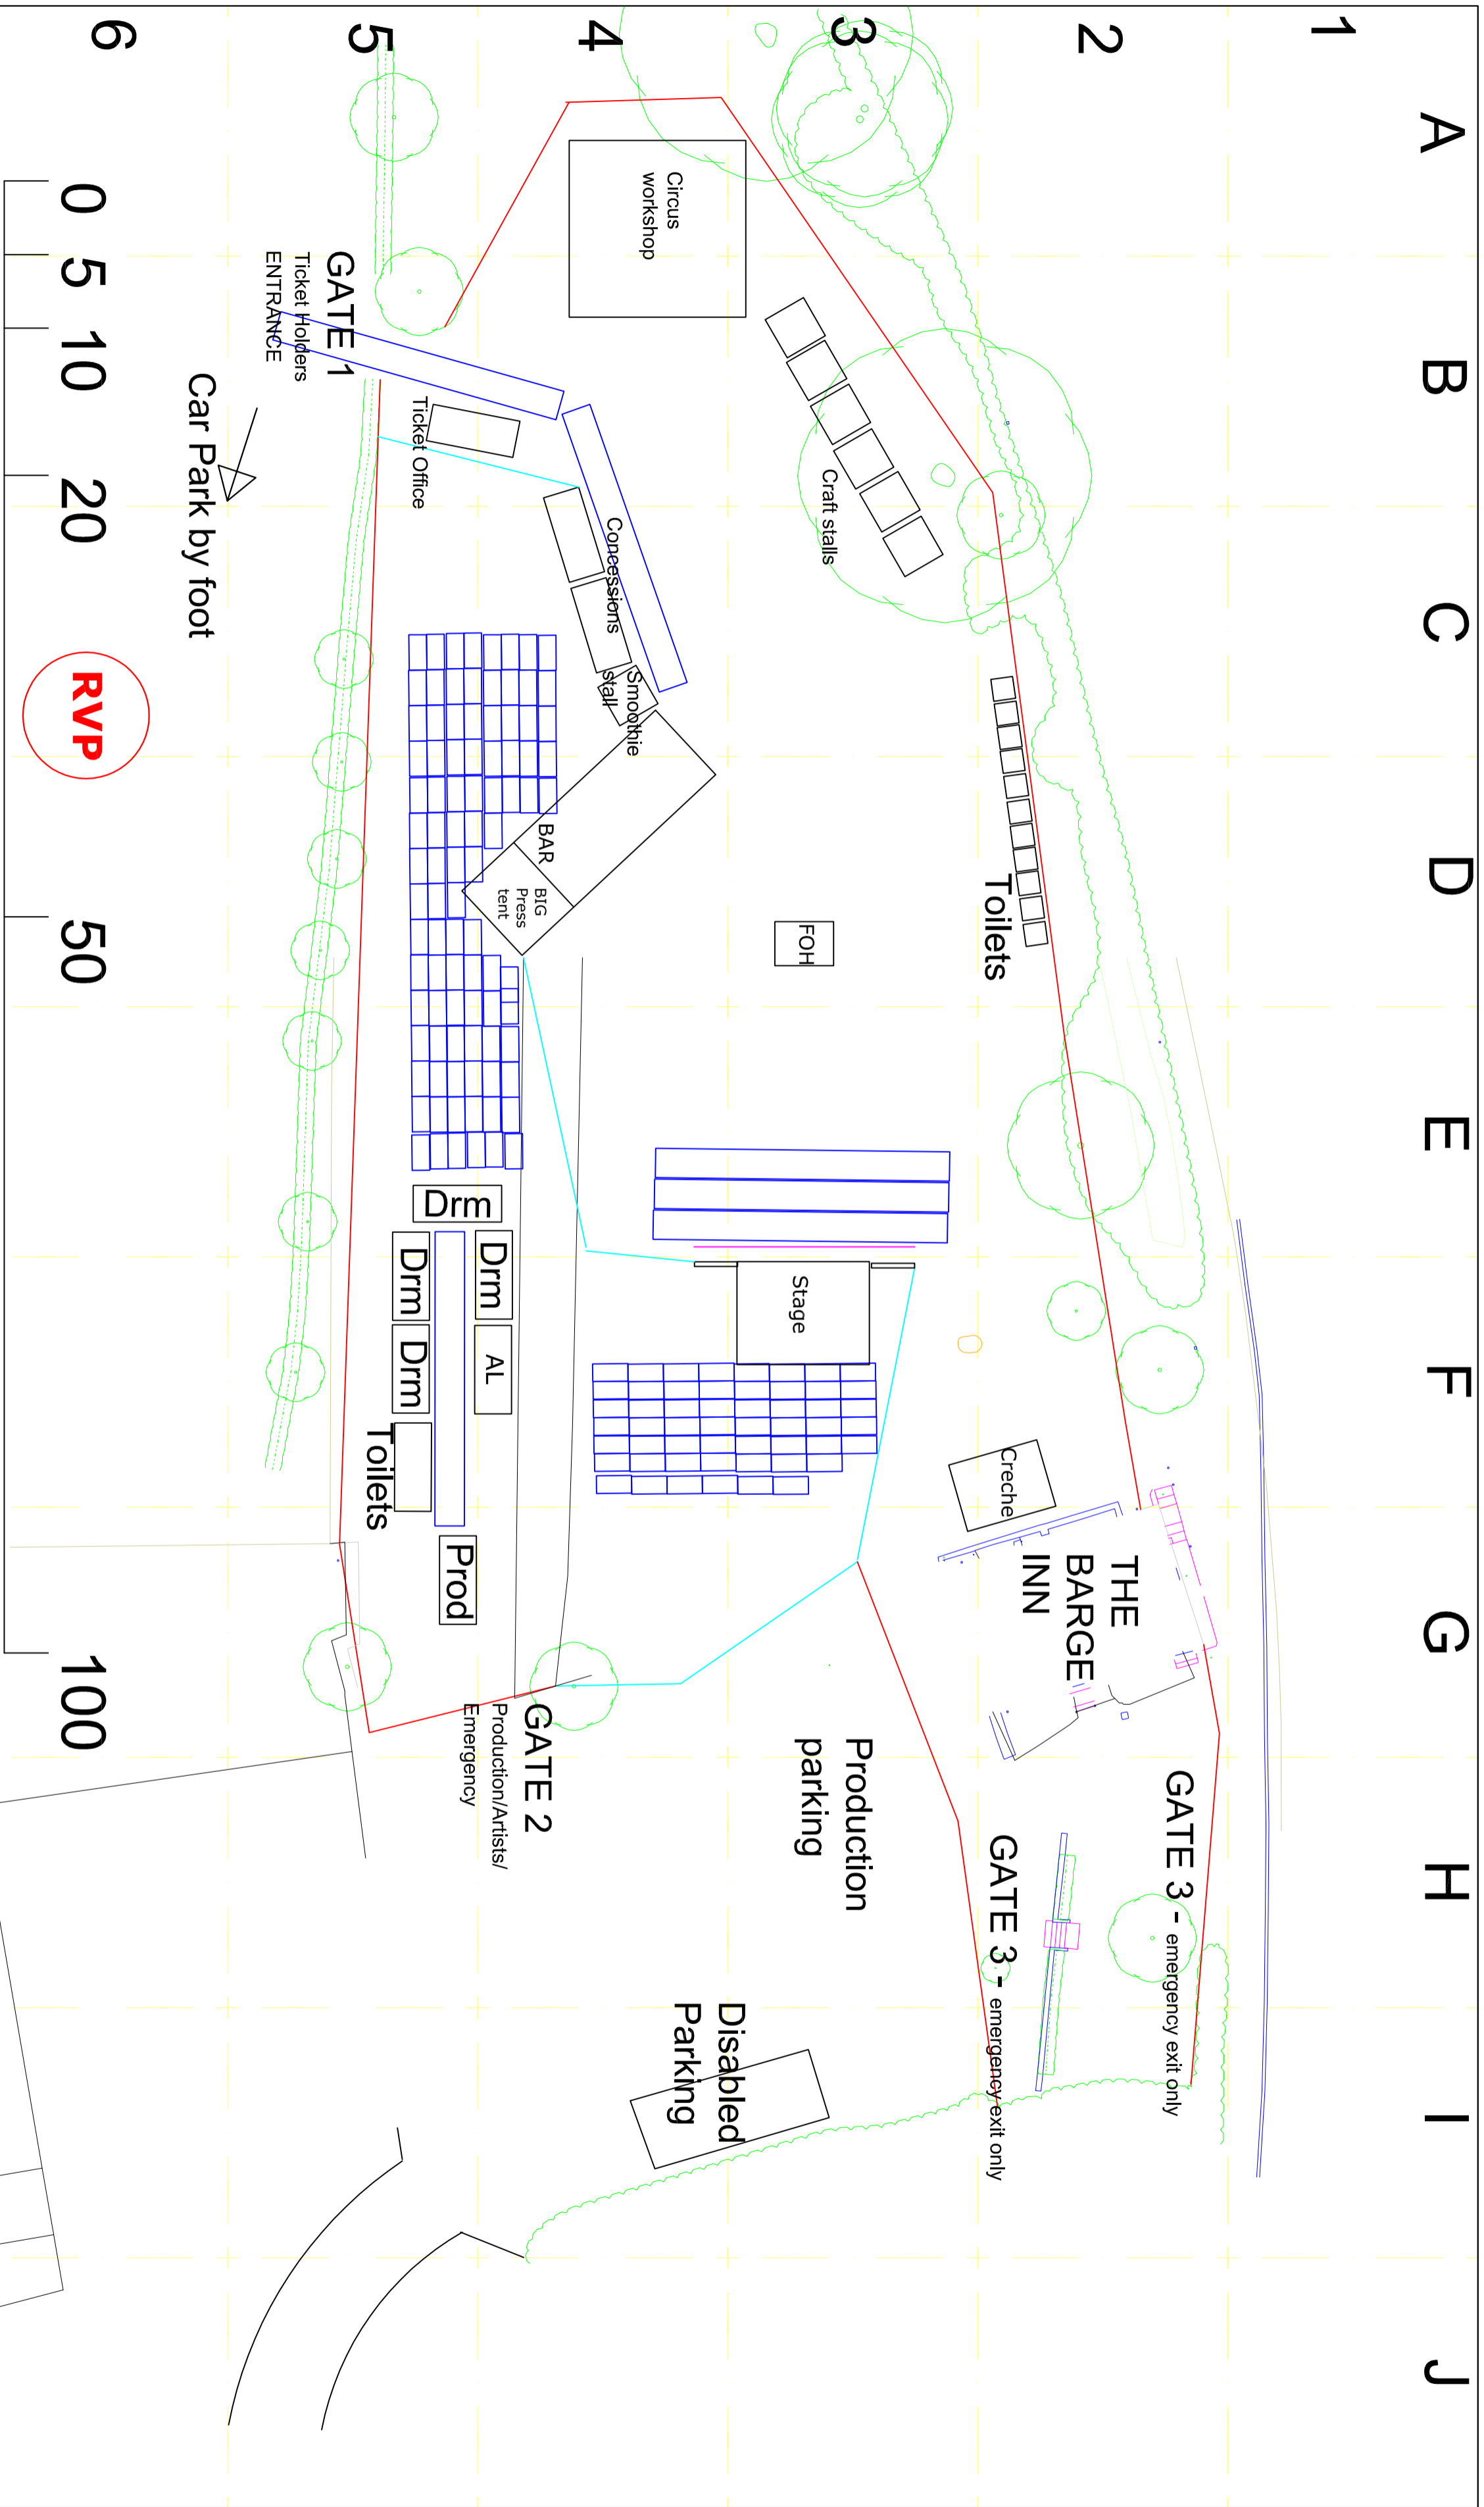 A
B
C
D
E
F
G
H
I
J
1
2
3
4
5
6
Circus
workshop
GATE 1
Ticket Holders
ENTRANCE
Car Park by foot
Ticket Office
Concessions
Smoothie
stall
Craft stalls
Toilets
BAR
BIG
Press
tent
FOH
RVP
Drm
Drm
Drm
Drm
AL
Toilets
Prod
Stage
Creche
THE
BARGE
INN
GATE 2
Production/Artists/
Emergency
Production
parking
GATE 3 - emergency exit only
GATE 3 - emergency exit only
Disabled
Parking
0
5
10
20
50
100